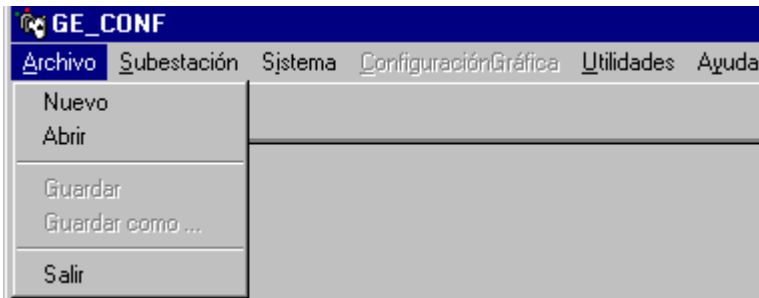 GE_CONF
Archivo Subestación Sistema ConfiguraciónGráfica Utilidades Ayuda
Nuevo
Abrir
Guardar
Guardar como ...
Salir